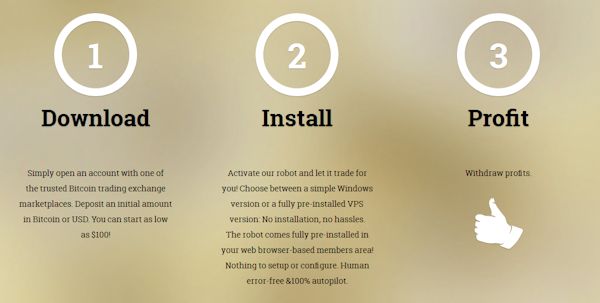 1
Download
Simply open an account with one of
the trusted Bitcoin trading exchange
marketplaces. Deposit an initial amount
in Bitcoin or USD. You can start as low
as $100!
2
Install
Activate our robot and let it trade for
you! Choose between a simple Windows
version or a fully pre-installed VPS
version: No installation, no hassles.
The robot comes fully pre-installed in
your web browser-based members area!
Nothing to setup or configure. Human
error-free &100% autopilot.
3
Profit
Withdraw profits.